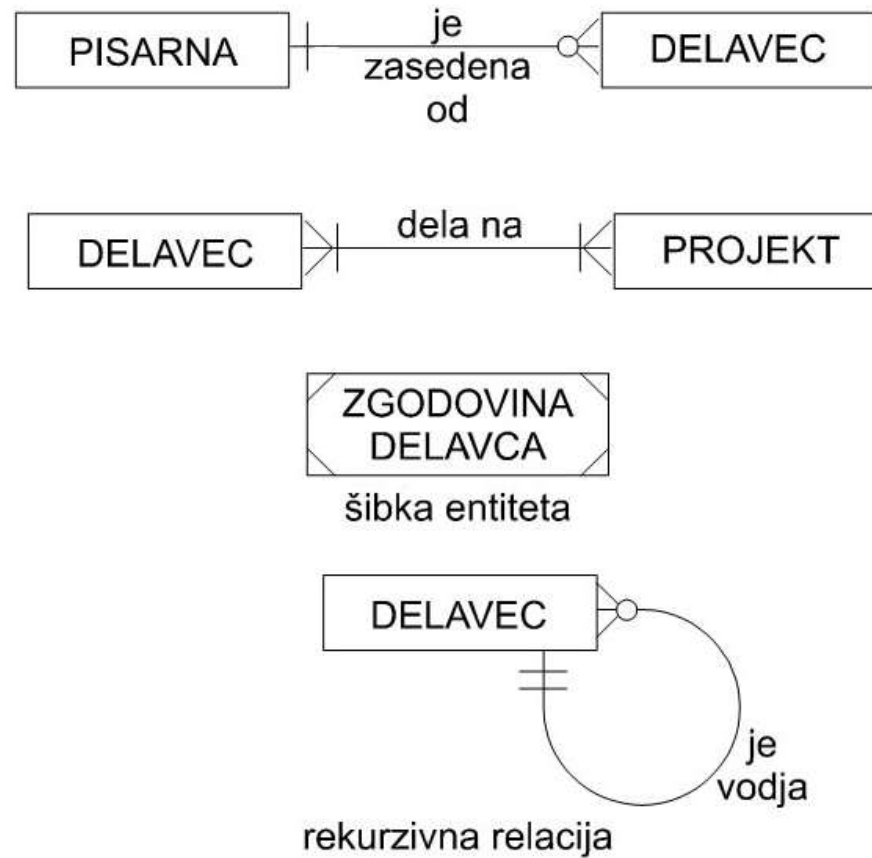 PISARNA
je
zasedena
od
DELAVEC
DELAVEC
dela na
PROJEKT
ZGODOVINA
DELAVCA
šibka entiteta
DELAVEC
je
vodja
rekurzivna relacija